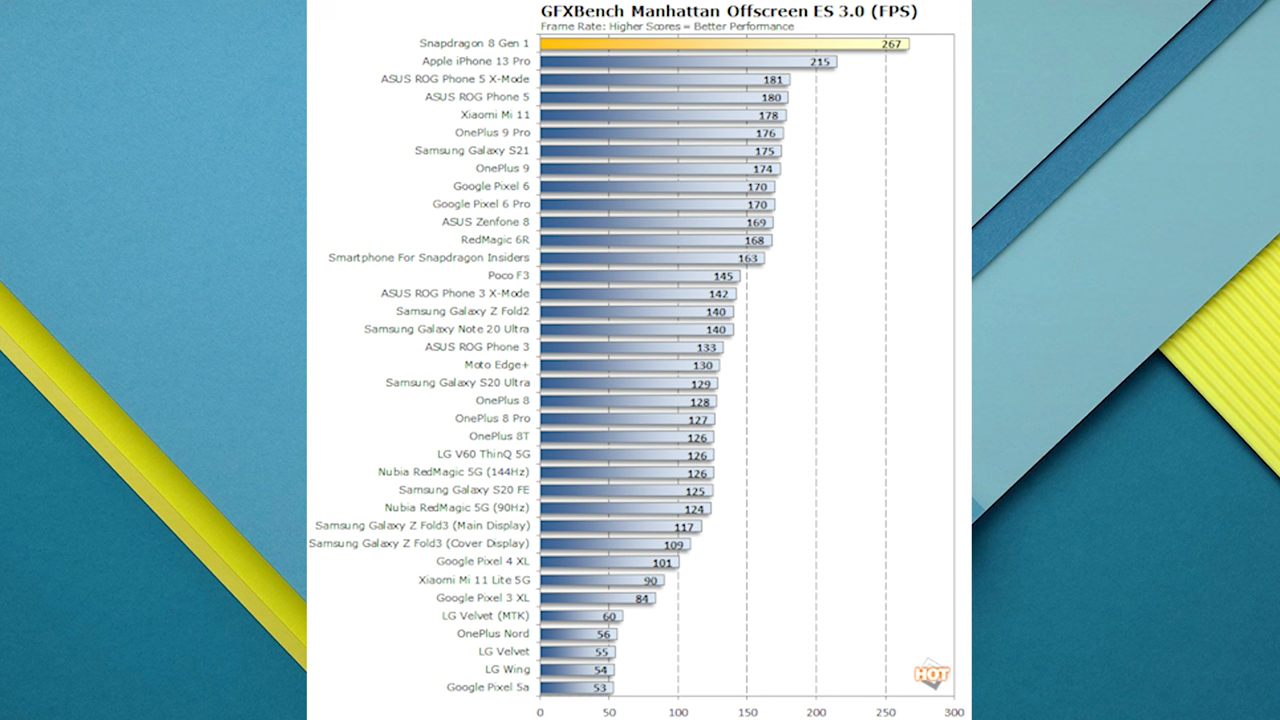 GFXBench Manhattan Offscreen ES 3.0 (FPS)
Frame Rate: Higher Scores = Better Performance
Snapdragon 8 Gen 1 267
Apple iPhone 13 Pro 215
ASUS ROG Phone 5 X-Mode 181
ASUS ROG Phone 5 180
Xiaomi Mi 11 178
OnePlus 9 Pro 176
Samsung Galaxy S21 175
OnePlus 9 174
Google Pixel 6 170
Google Pixel 6 Pro 170
ASUS Zenfone 8 169
RedMagic 6R 168
Smartphone For Snapdragon Insiders 163
Poco F3 145
ASUS ROG Phone 3 X-Mode 142
Samsung Galaxy Z Fold2 140
Samsung Galaxy Note 20 Ultra 140
ASUS ROG Phone 3 133
Moto Edge+ 130
Samsung Galaxy S20 Ultra 129
OnePlus 8 128
OnePlus 8 Pro 127
OnePlus 8T 126
LG V60 ThinQ 5G 126
Nubia RedMagic 5G (144Hz) 126
Samsung Galaxy S20 FE 125
Nubia RedMagic 5G (90Hz) 124
Samsung Galaxy Z Fold3 (Main Display) 117
Samsung Galaxy Z Fold3 (Cover Display) 109
Google Pixel 4 XL 101
Xiaomi Mi 11 Lite 5G 90
Google Pixel 3 XL 84
LG Velvet (MTK) 60
OnePlus Nord 56
LG Velvet 55
LG Wing 54
Google Pixel 5a 53
HOT
0 50 100 150 200 250 300